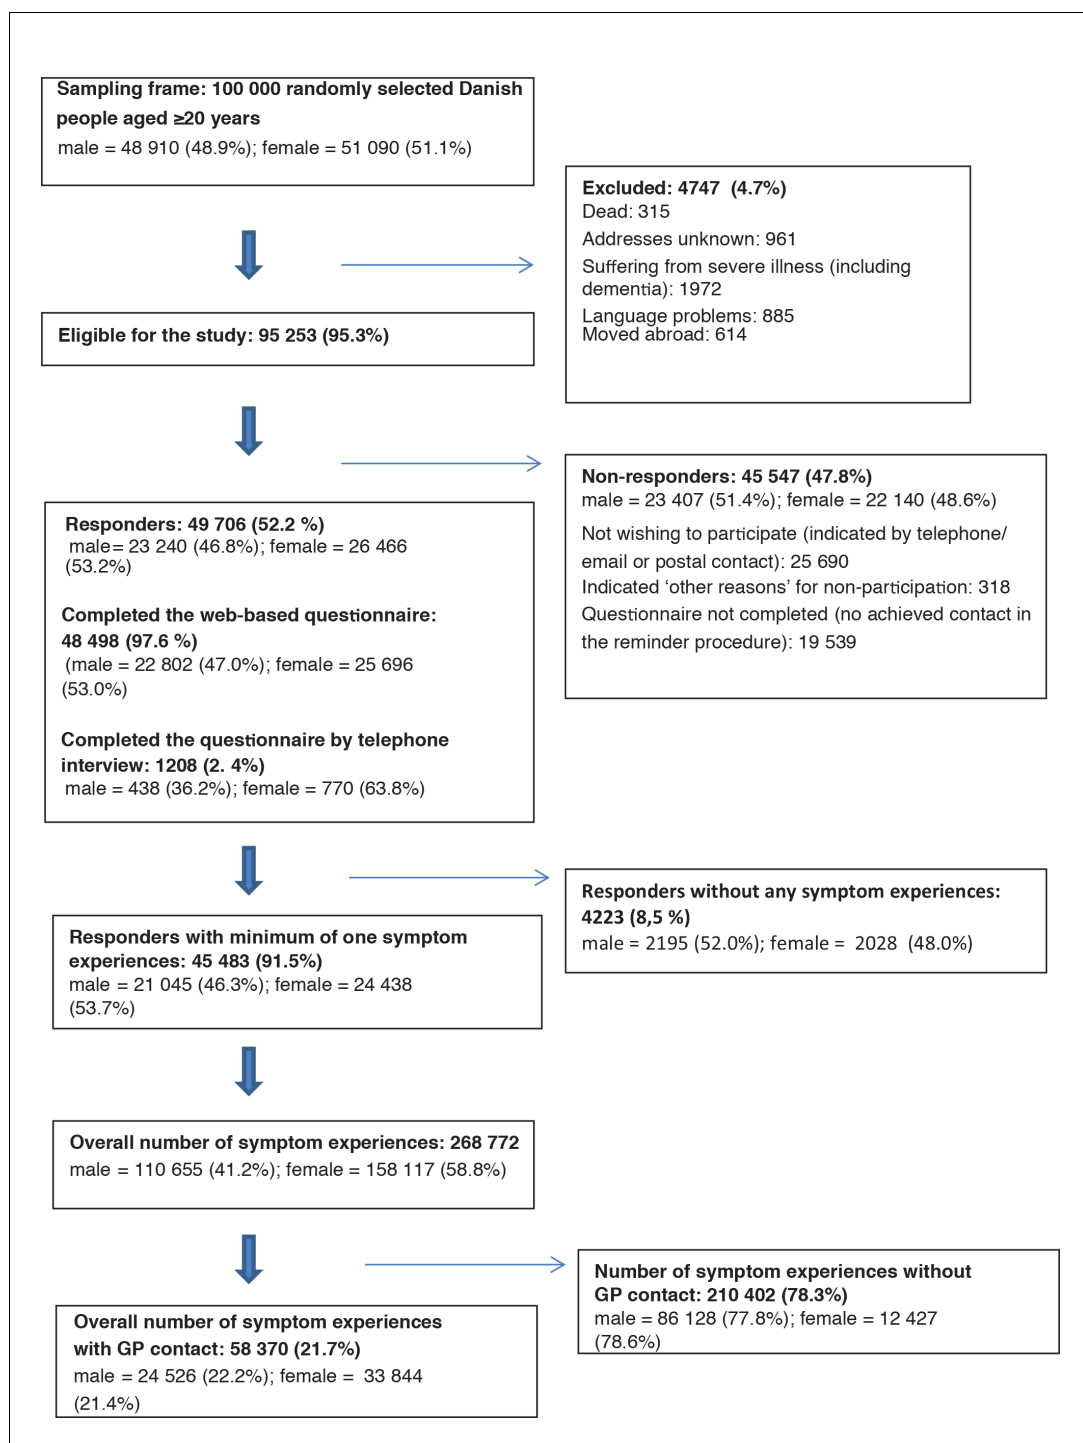 Sampling frame: 100 000 randomly selected Danish
people aged ≥20 years
male = 48 910 (48.9%); female = 51 090 (51.1%)
Excluded: 4747 (4.7%)
Dead: 315
Addresses unknown: 961
Suffering from severe illness (including
dementia): 1972
Language problems: 885
Moved abroad: 614
Eligible for the study: 95 253 (95.3%)
Non-responders: 45 547 (47.8%)
male = 23 407 (51.4%); female = 22 140 (48.6%)
Not wishing to participate (indicated by telephone/
email or postal contact): 25 690
Indicated ‘other reasons’ for non-participation: 318
Questionnaire not completed (no achieved contact in
the reminder procedure): 19 539
Responders: 49 706 (52.2 %)
male= 23 240 (46.8%); female = 26 466
(53.2%)
Completed the web-based questionnaire:
48 498 (97.6 %)
(male = 22 802 (47.0%); female = 25 696
(53.0%)
Completed the questionnaire by telephone
interview: 1208 (2. 4%)
male = 438 (36.2%); female = 770 (63.8%)
Responders without any symptom experiences:
4223 (8,5 %)
male = 2195 (52.0%); female = 2028 (48.0%)
Responders with minimum of one symptom
experiences: 45 483 (91.5%)
male = 21 045 (46.3%); female = 24 438
(53.7%)
Overall number of symptom experiences: 268 772
male = 110 655 (41.2%); female = 158 117 (58.8%)
Number of symptom experiences without
GP contact: 210 402 (78.3%)
male = 86 128 (77.8%); female = 12 427
(78.6%)
Overall number of symptom experiences
with GP contact: 58 370 (21.7%)
male = 24 526 (22.2%); female = 33 844
(21.4%)